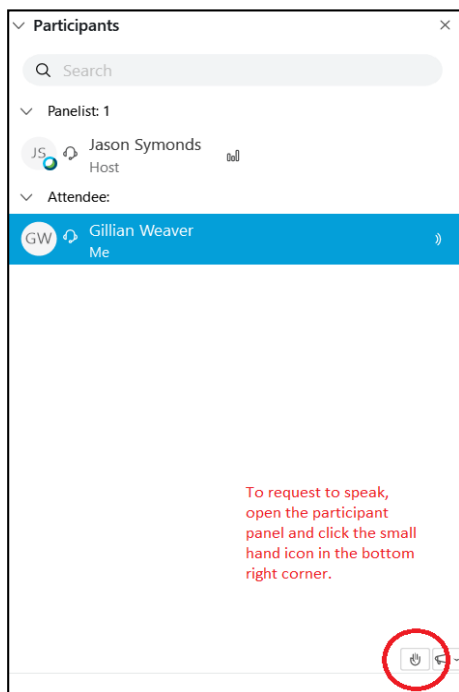 Participants
Search
Panelist: 1
JS
Jason Symonds
Host
Attendee:
GW
Gillian Weaver
Me
To request to speak,
open the participant
panel and click the small
hand icon in the bottom
right corner.